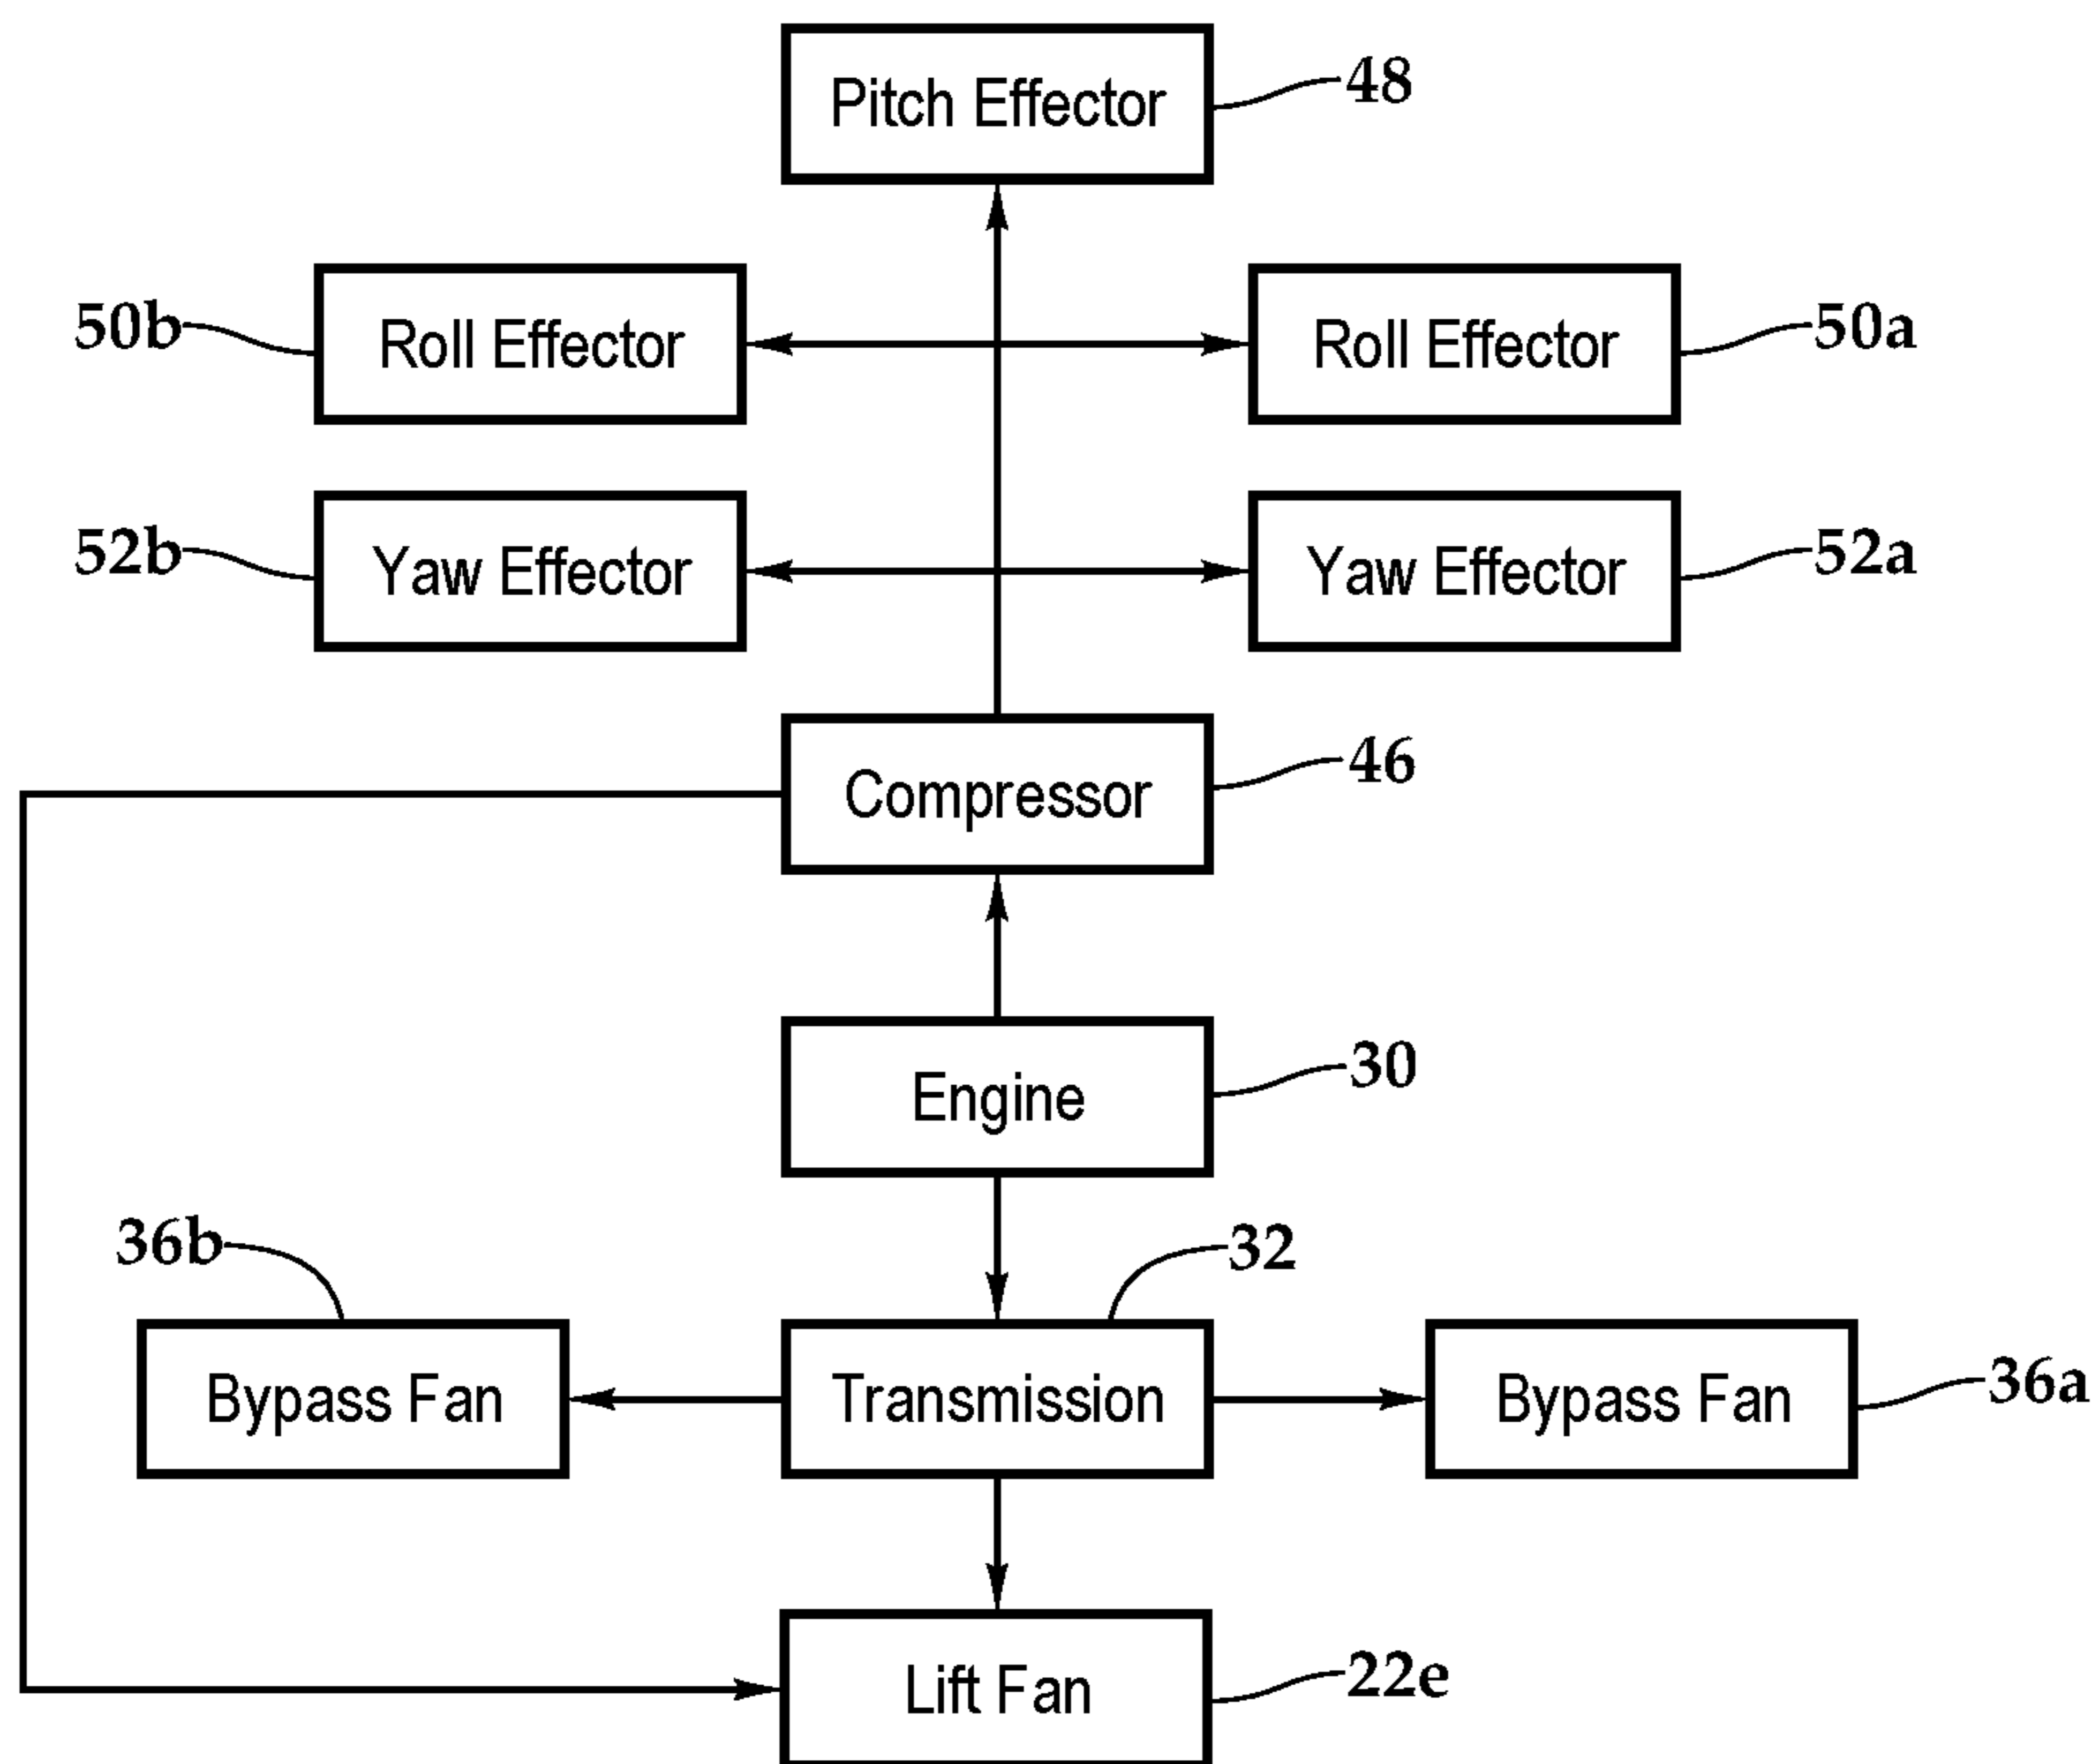 Pitch Effector
48
50b
Roll Effector
Roll Effector
50a
52b
Yaw Effector
Yaw Effector
52a
Compressor
46
Engine
30
36b
32
Bypass Fan
Transmission
Bypass Fan
36a
Lift Fan
22e